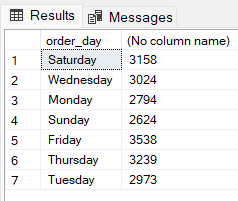 Results Messages
order_day (No column name)
1 Saturday 3158
2 Wednesday 3024
3 Monday 2794
4 Sunday 2624
5 Friday 3538
6 Thursday 3239
7 Tuesday 2973